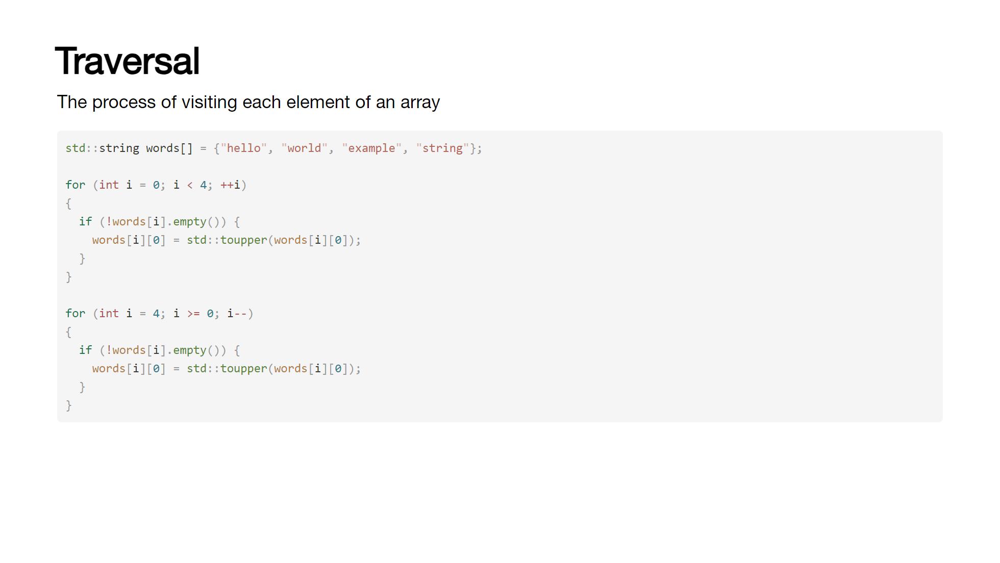 Traversal
The process of visiting each element of an array
std::string words[] = {"hello", "world", "example", "string"};
for (int i = 0; i < 4; ++i)
{
  if (!words[i].empty()) {
    words[i][0] = std::toupper(words[i][0]);
  }
}
for (int i = 4; i >= 0; i--)
{
  if (!words[i].empty()) {
    words[i][0] = std::toupper(words[i][0]);
  }
}